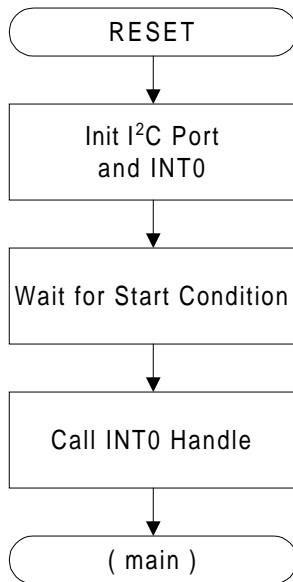 RESET
Init I²C Port
and INT0
Wait for Start Condition
Call INT0 Handle
( main )